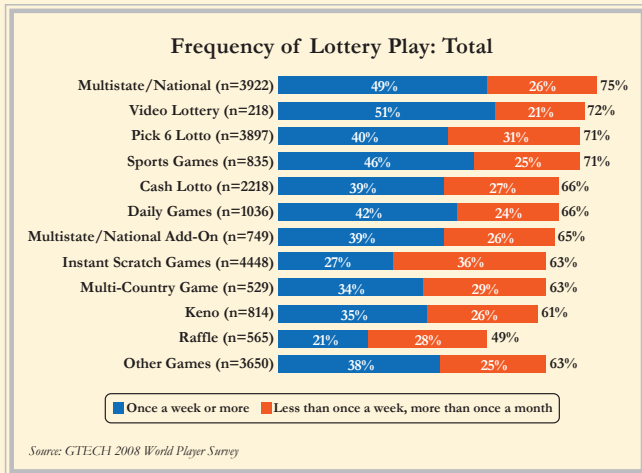 Frequency of Lottery Play: Total
Multistate/National (n=3922) 49% 26% 75%
Video Lottery (n=218) 51% 21% 72%
Pick 6 Lotto (n=3897) 40% 31% 71%
Sports Games (n=835) 46% 25% 71%
Cash Lotto (n=2218) 39% 27% 66%
Daily Games (n=1036) 42% 24% 66%
Multistate/National Add-On (n=749) 39% 26% 65%
Instant Scratch Games (n=4448) 27% 36% 63%
Multi-Country Game (n=529) 34% 29% 63%
Keno (n=814) 35% 26% 61%
Raffle (n=565) 21% 28% 49%
Other Games (n=3650) 38% 25% 63%
Once a week or more Less than once a week, more than once a month
Source: GTECH 2008 World Player Survey